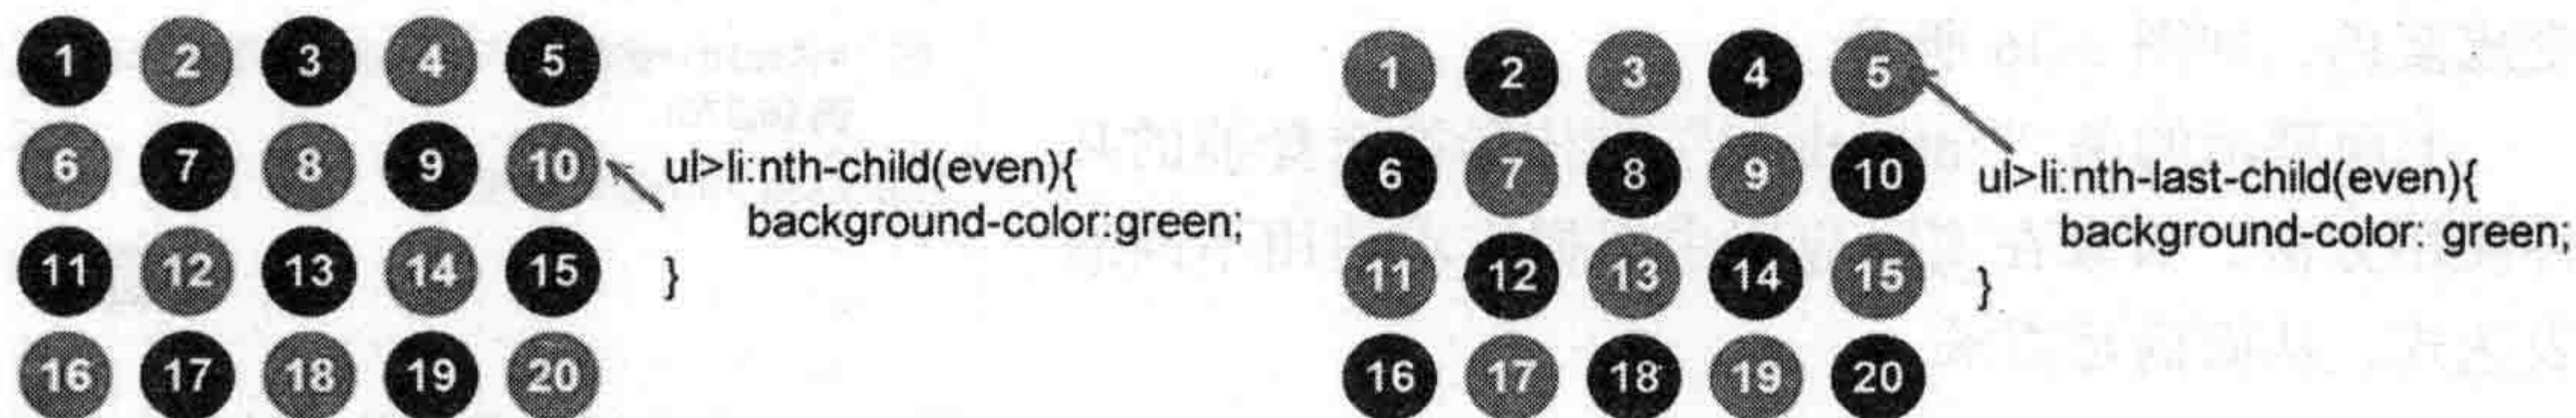 1 2 3 4 5
6 7 8 9 10
11 12 13 14 15
16 17 18 19 20
ul>li:nth-child(even){
background-color:green;
}
1 2 3 4 5
6 7 8 9 10
11 12 13 14 15
16 17 18 19 20
ul>li:nth-last-child(even){
background-color: green;
}